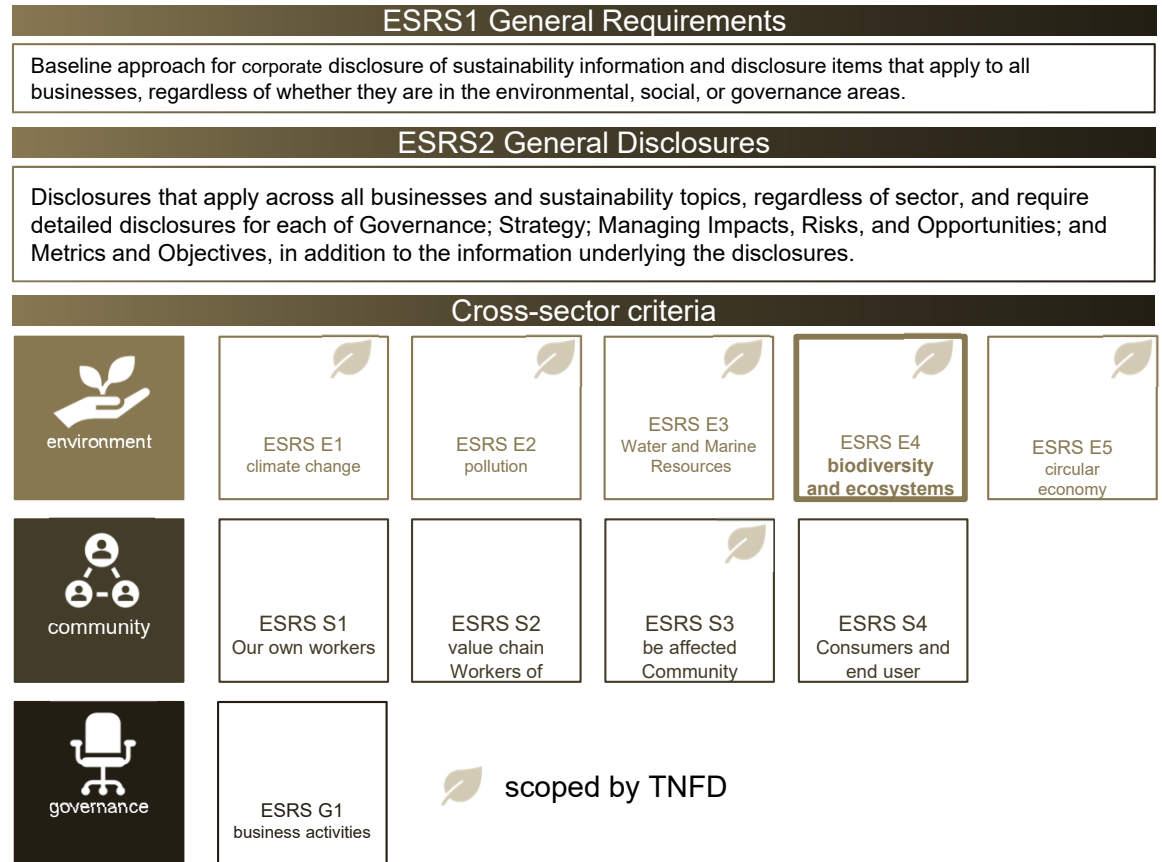 ESRS1 General Requirements
Baseline approach for corporate disclosure of sustainability information and disclosure items that apply to all
businesses, regardless of whether they are in the environmental, social, or governance areas.
ESRS2 General Disclosures
Disclosures that apply across all businesses and sustainability topics, regardless of sector, and require
detailed disclosures for each of Governance; Strategy; Managing Impacts, Risks, and Opportunities; and
Metrics and Objectives, in addition to the information underlying the disclosures.
Cross-sector criteria
environment
ESRS E1
climate change
ESRS E2
pollution
ESRS E3
Water and Marine
Resources
ESRS E4
biodiversity
and ecosystems
ESRS E5
circular
economy
community
ESRS S1
Our own workers
ESRS S2
value chain
Workers of
ESRS S3
be affected
Community
ESRS S4
Consumers and
end user
governance
ESRS G1
business activities
scoped by TNFD